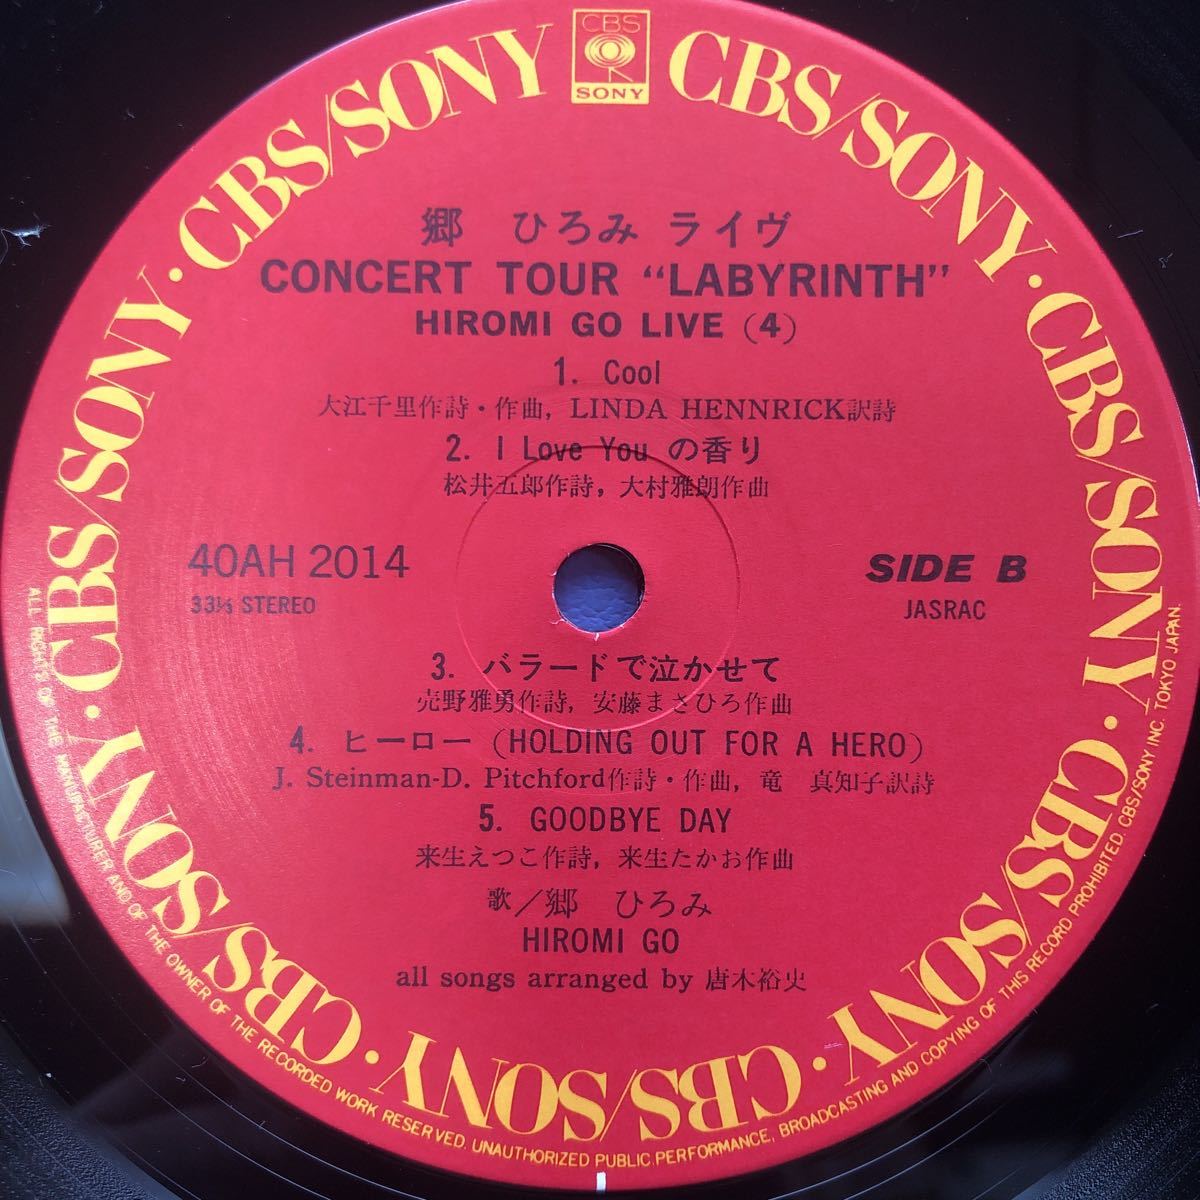 CBS
SONY
CBS/SONY · CBS/SONY · CBS/SONY · CBS/SONY · CBS/SONY · CBS/SONY · CBS/SONY · CBS/SONY · CBS/SONY · CBS/SONY
郷 ひろみ ライヴ
CONCERT TOUR “LABYRINTH”
HIROMI GO LIVE (4)
1. Cool
大江千里作詩・作曲, LINDA HENNRICK訳詩
2. I Love You の香り
松井五郎作詩, 大村雅朗作曲
40AH 2014
33⅓ STEREO
SIDE B
JASRAC
3. バラードで泣かせて
売野雅勇作詩, 安藤まさひろ作曲
4. ヒーロー (HOLDING OUT FOR A HERO)
J. Steinman-D. Pitchford作詩・作曲, 竜 真知子訳詩
5. GOODBYE DAY
来生えつこ作詩, 来生たかお作曲
歌／郷 ひろみ
HIROMI GO
all songs arranged by 唐木裕史
ALL RIGHTS OF THE MANUFACTURER AND OF THE OWNER OF THE RECORDED WORK RESERVED. UNAUTHORIZED PUBLIC PERFORMANCE, BROADCASTING AND COPYING OF THIS RECORD PROHIBITED. CBS/SONY INC. TOKYO JAPAN.